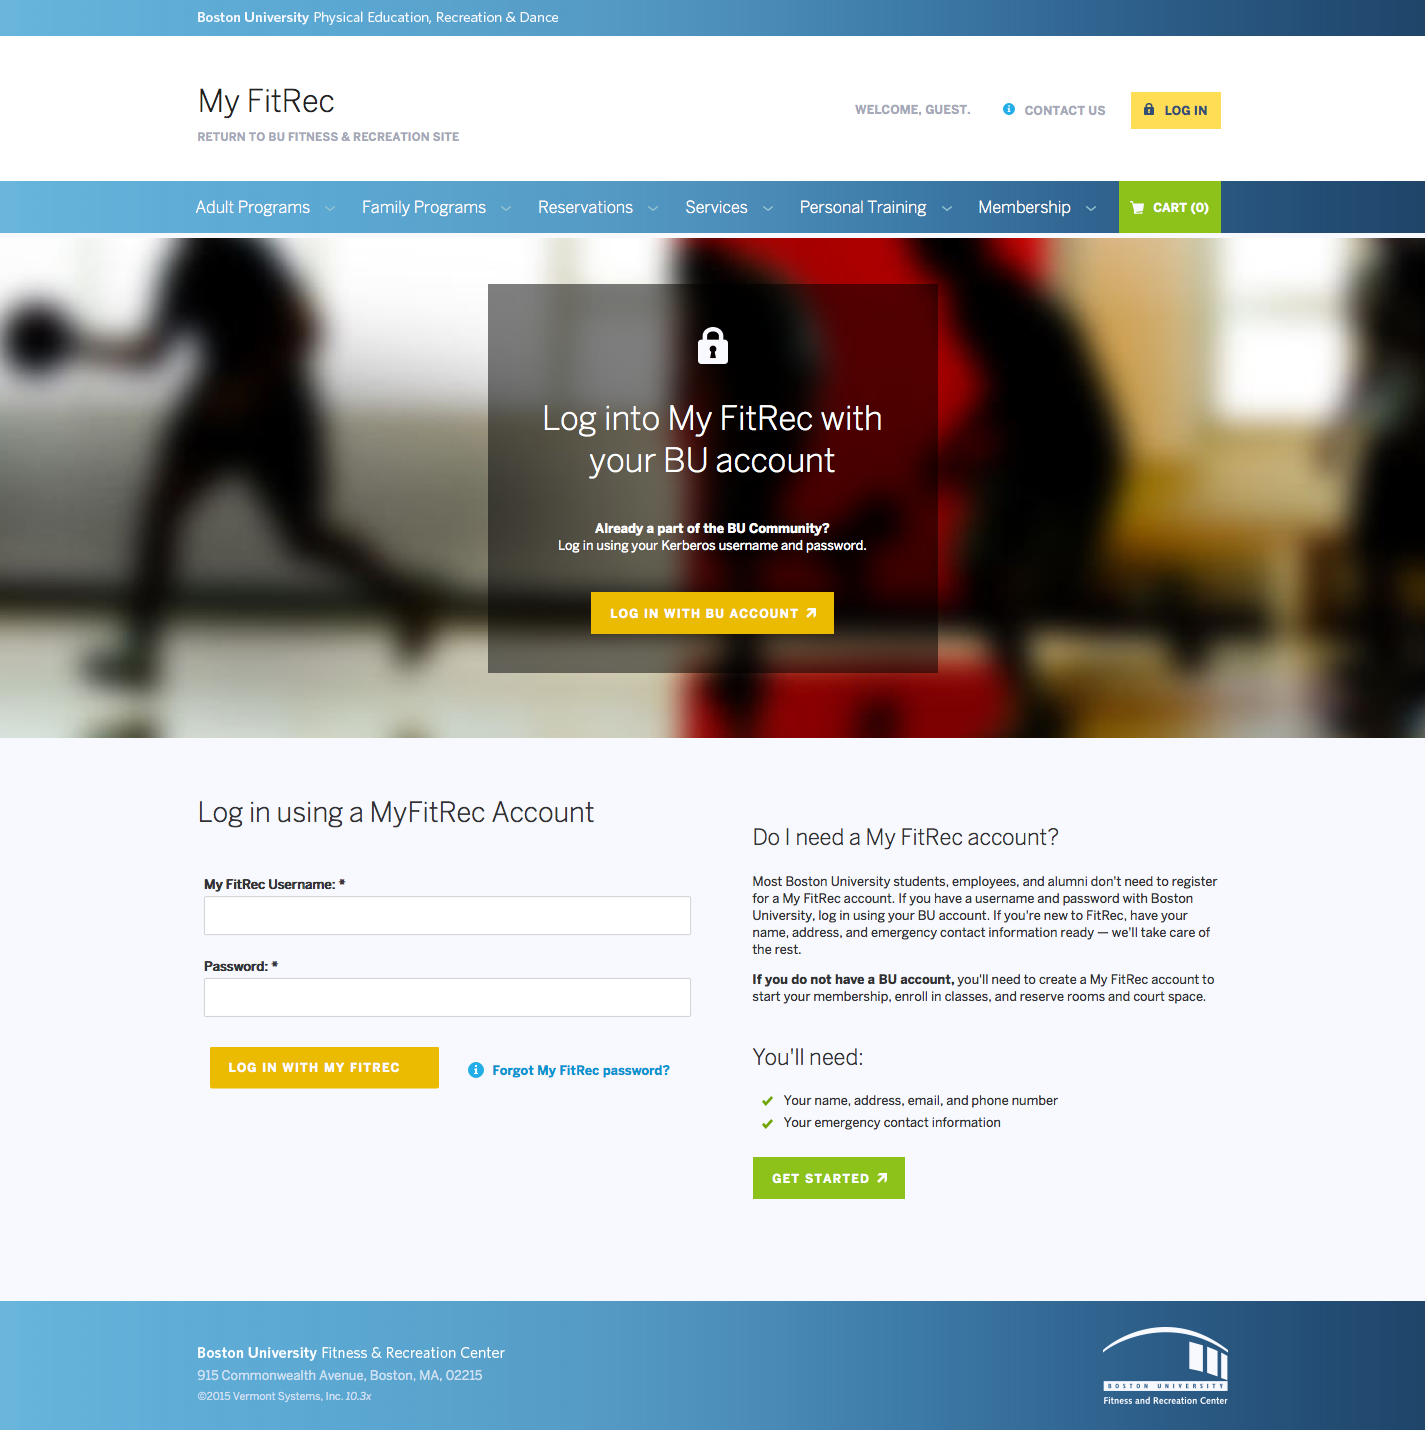 Boston University Physical Education, Recreation & Dance
My FitRec
RETURN TO BU FITNESS & RECREATION SITE
WELCOME, GUEST.
CONTACT US
LOG IN
Adult Programs
Family Programs
Reservations
Services
Personal Training
Membership
CART (0)
Log into My FitRec with
your BU account
Already a part of the BU Community?
Log in using your Kerberos username and password.
LOG IN WITH BU ACCOUNT
Log in using a MyFitRec Account
My FitRec Username: *
Password: *
LOG IN WITH MY FITREC
Forgot My FitRec password?
Do I need a My FitRec account?
Most Boston University students, employees, and alumni don't need to register
for a My FitRec account. If you have a username and password with Boston
University, log in using your BU account. If you're new to FitRec, have your
name, address, and emergency contact information ready — we'll take care of
the rest.
If you do not have a BU account, you'll need to create a My FitRec account to
start your membership, enroll in classes, and reserve rooms and court space.
You'll need:
Your name, address, email, and phone number
Your emergency contact information
GET STARTED
Boston University Fitness & Recreation Center
915 Commonwealth Avenue, Boston, MA, 02215
©2015 Vermont Systems, Inc. 10.3x
BOSTON UNIVERSITY
Fitness and Recreation Center